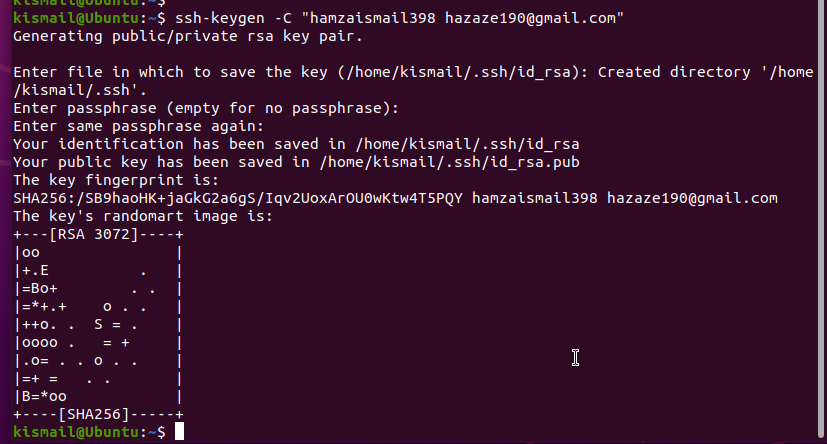 kismail@Ubuntu:~$
kismail@Ubuntu:~$ ssh-keygen -C "hamzaismail398 hazaze190@gmail.com"
Generating public/private rsa key pair.

Enter file in which to save the key (/home/kismail/.ssh/id_rsa): Created directory '/home
/kismail/.ssh'.
Enter passphrase (empty for no passphrase):
Enter same passphrase again:
Your identification has been saved in /home/kismail/.ssh/id_rsa
Your public key has been saved in /home/kismail/.ssh/id_rsa.pub
The key fingerprint is:
SHA256:/SB9haoHK+jaGkG2a6gS/Iqv2UoxArOU0wKtw4T5PQY hamzaismail398 hazaze190@gmail.com
The key's randomart image is:
+---[RSA 3072]----+
|oo               |
|+.E          .   |
|=Bo+        . .  |
|=*+.+    o . .   |
|++o. .  S = .    |
|oooo .   = +     |
|.o= . . o . .    |
|=+ =   . .       |
|B=*oo            |
+----[SHA256]-----+
kismail@Ubuntu:~$